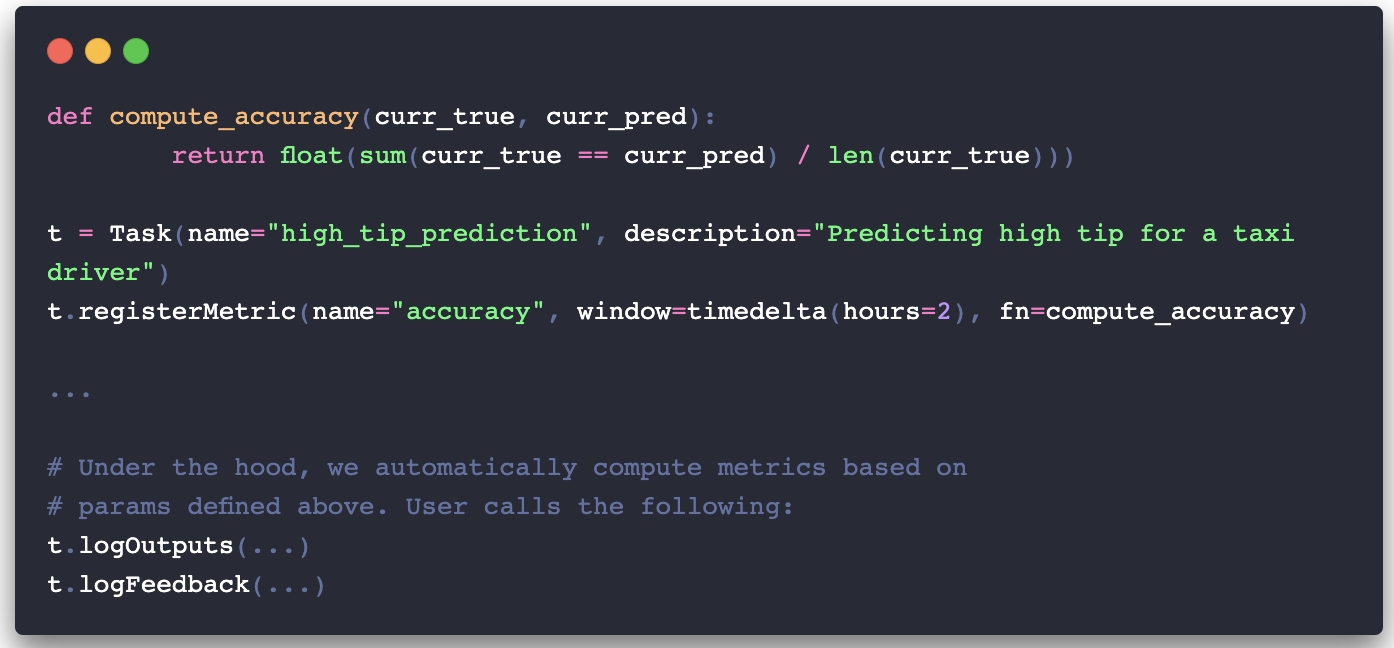 def compute_accuracy(curr_true, curr_pred):
        return float(sum(curr_true == curr_pred) / len(curr_true)))

t = Task(name="high_tip_prediction", description="Predicting high tip for a taxi
driver")
t.registerMetric(name="accuracy", window=timedelta(hours=2), fn=compute_accuracy)

...

# Under the hood, we automatically compute metrics based on
# params defined above. User calls the following:
t.logOutputs(...)
t.logFeedback(...)